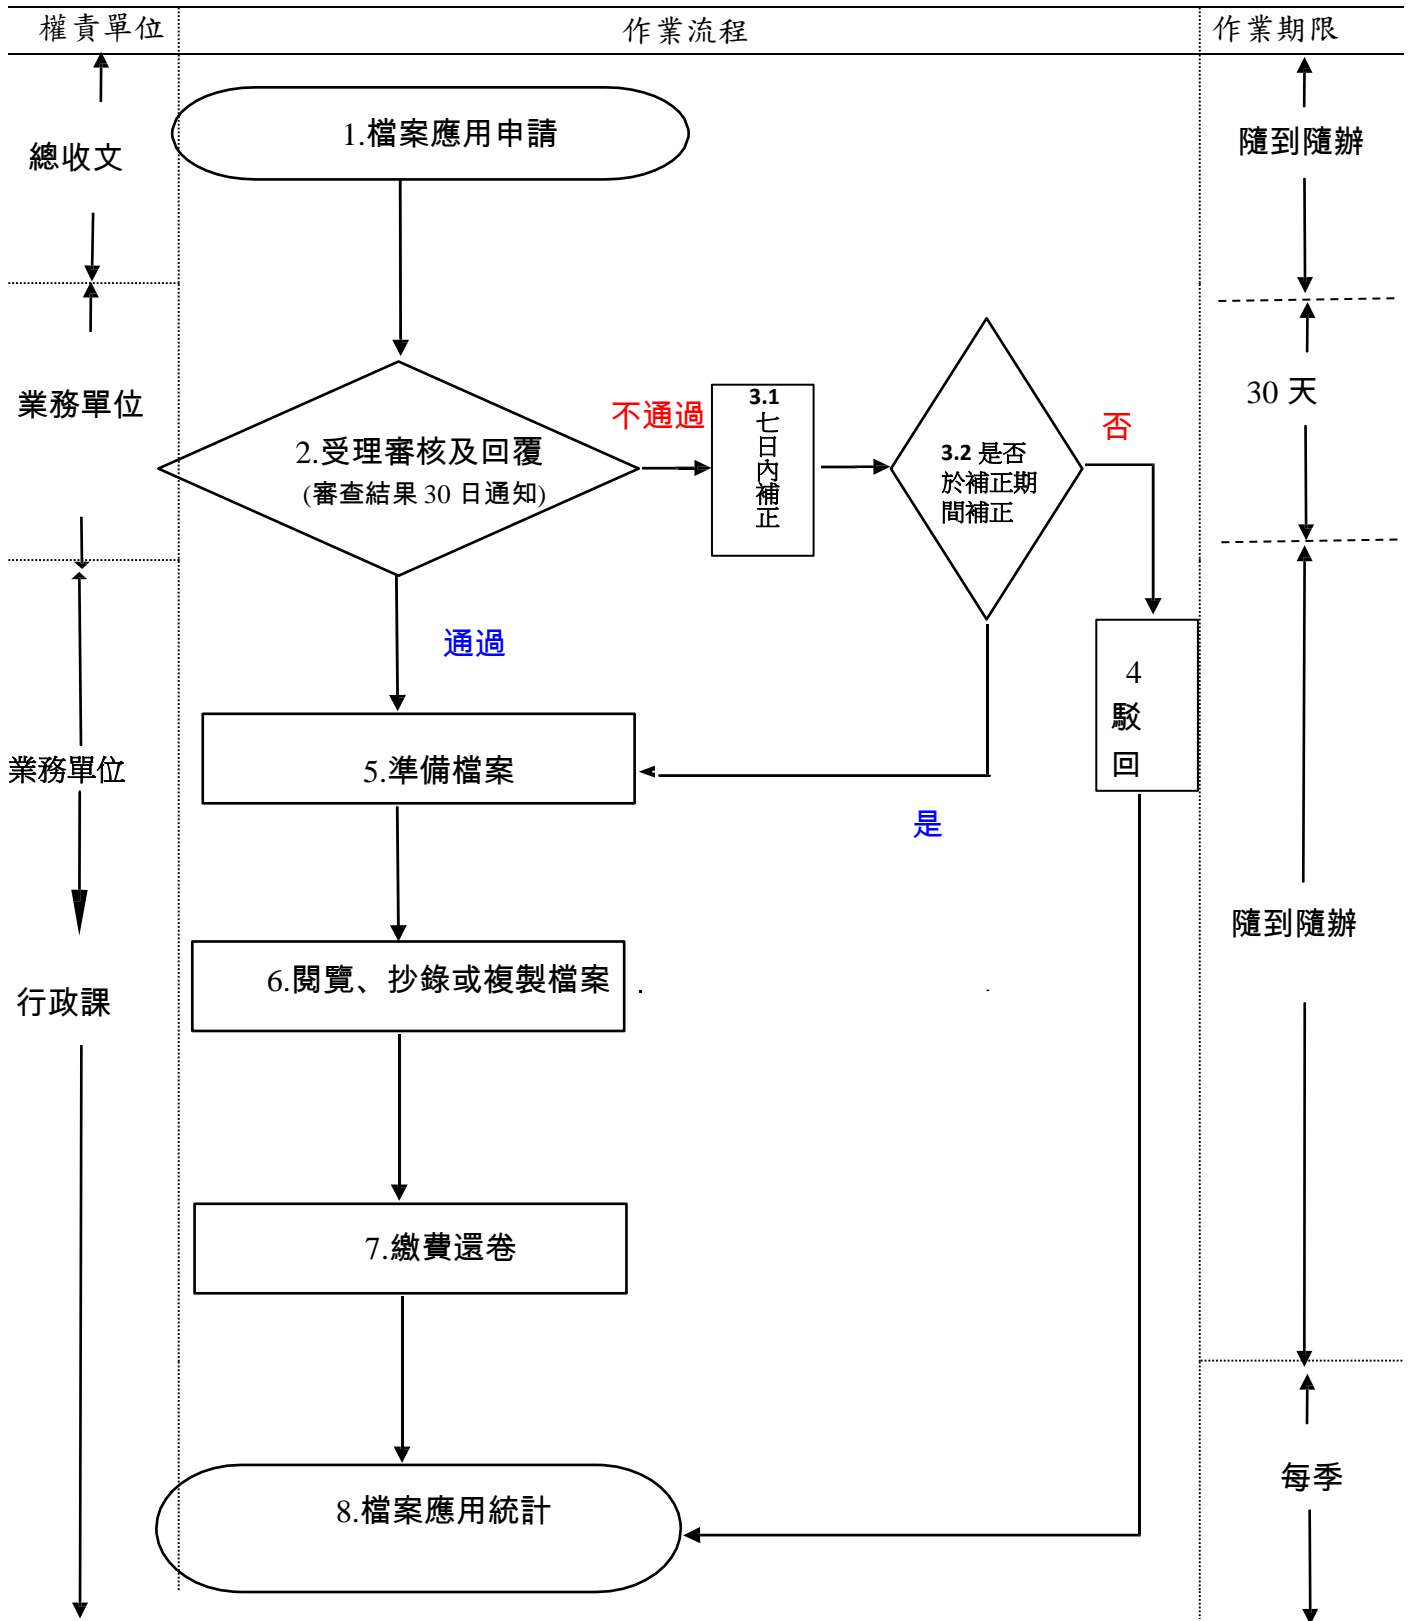 權責單位
作業流程
作業期限
1.檔案應用申請
總收文
隨到隨辦
業務單位
2.受理審核及回覆
(審查結果 30 日通知)
不通過
3.1
七
日
內
補
正
3.2 是否
於補正期
間補正
否
30 天
通過
4
駁
回
業務單位
5.準備檔案
是
隨到隨辦
6.閱覽、抄錄或複製檔案
行政課
7.繳費還卷
每季
8.檔案應用統計